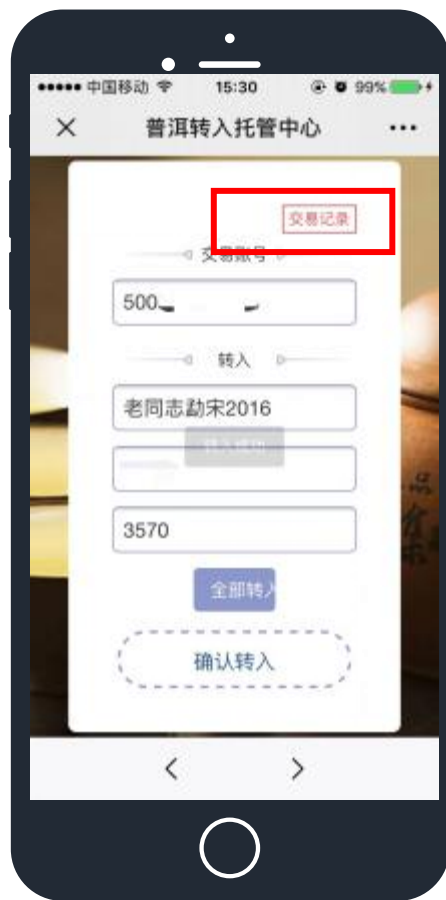 中国移动 15:30 99%
普洱转入托管中心
交易记录
交易账号
500
转入
老同志勐宋2016
3570
全部转入
确认转入